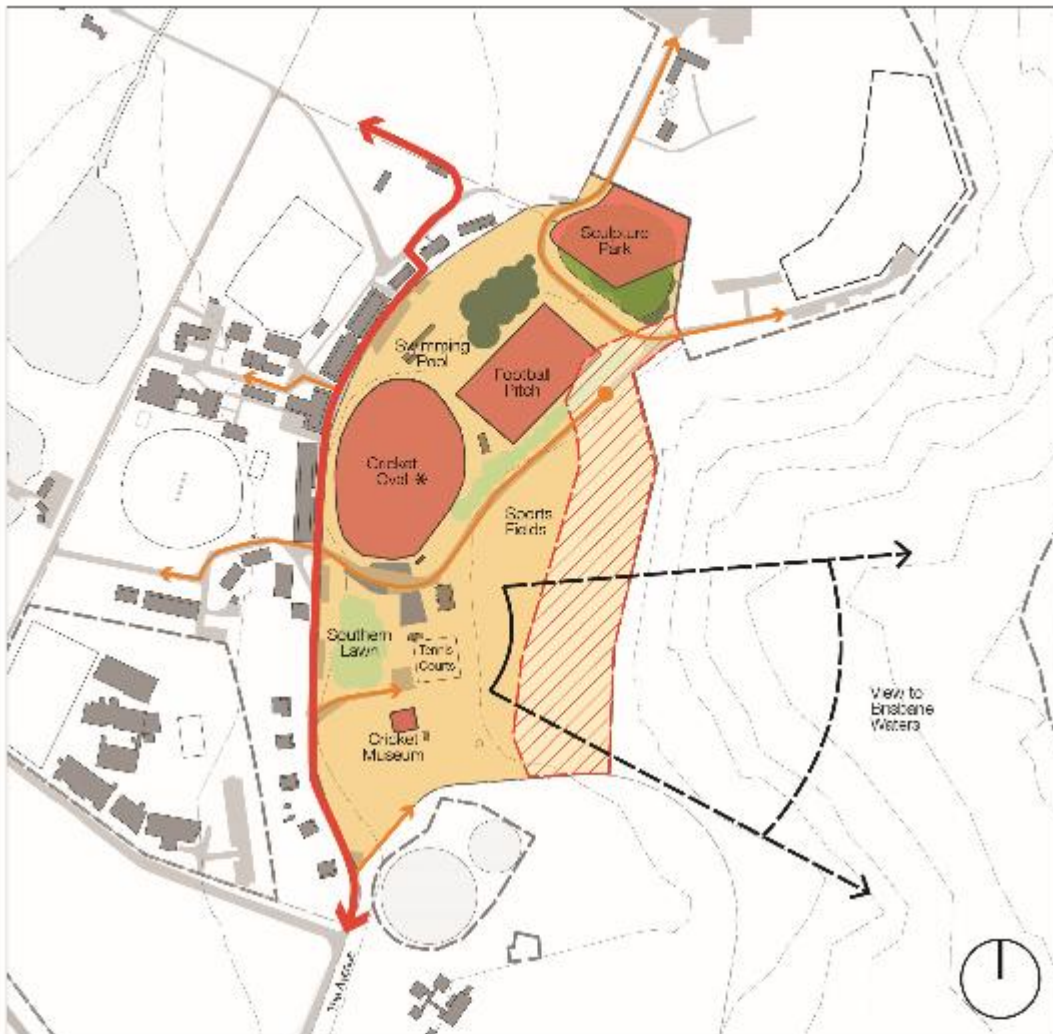 Sculpture
Park
Swimming
Pool
Football
Pitch
Cricket
Oval *
Sports
Fields
Southern
Lawn
Tennis
Courts
Cricket
Museum
View to
Brisbane
Waters